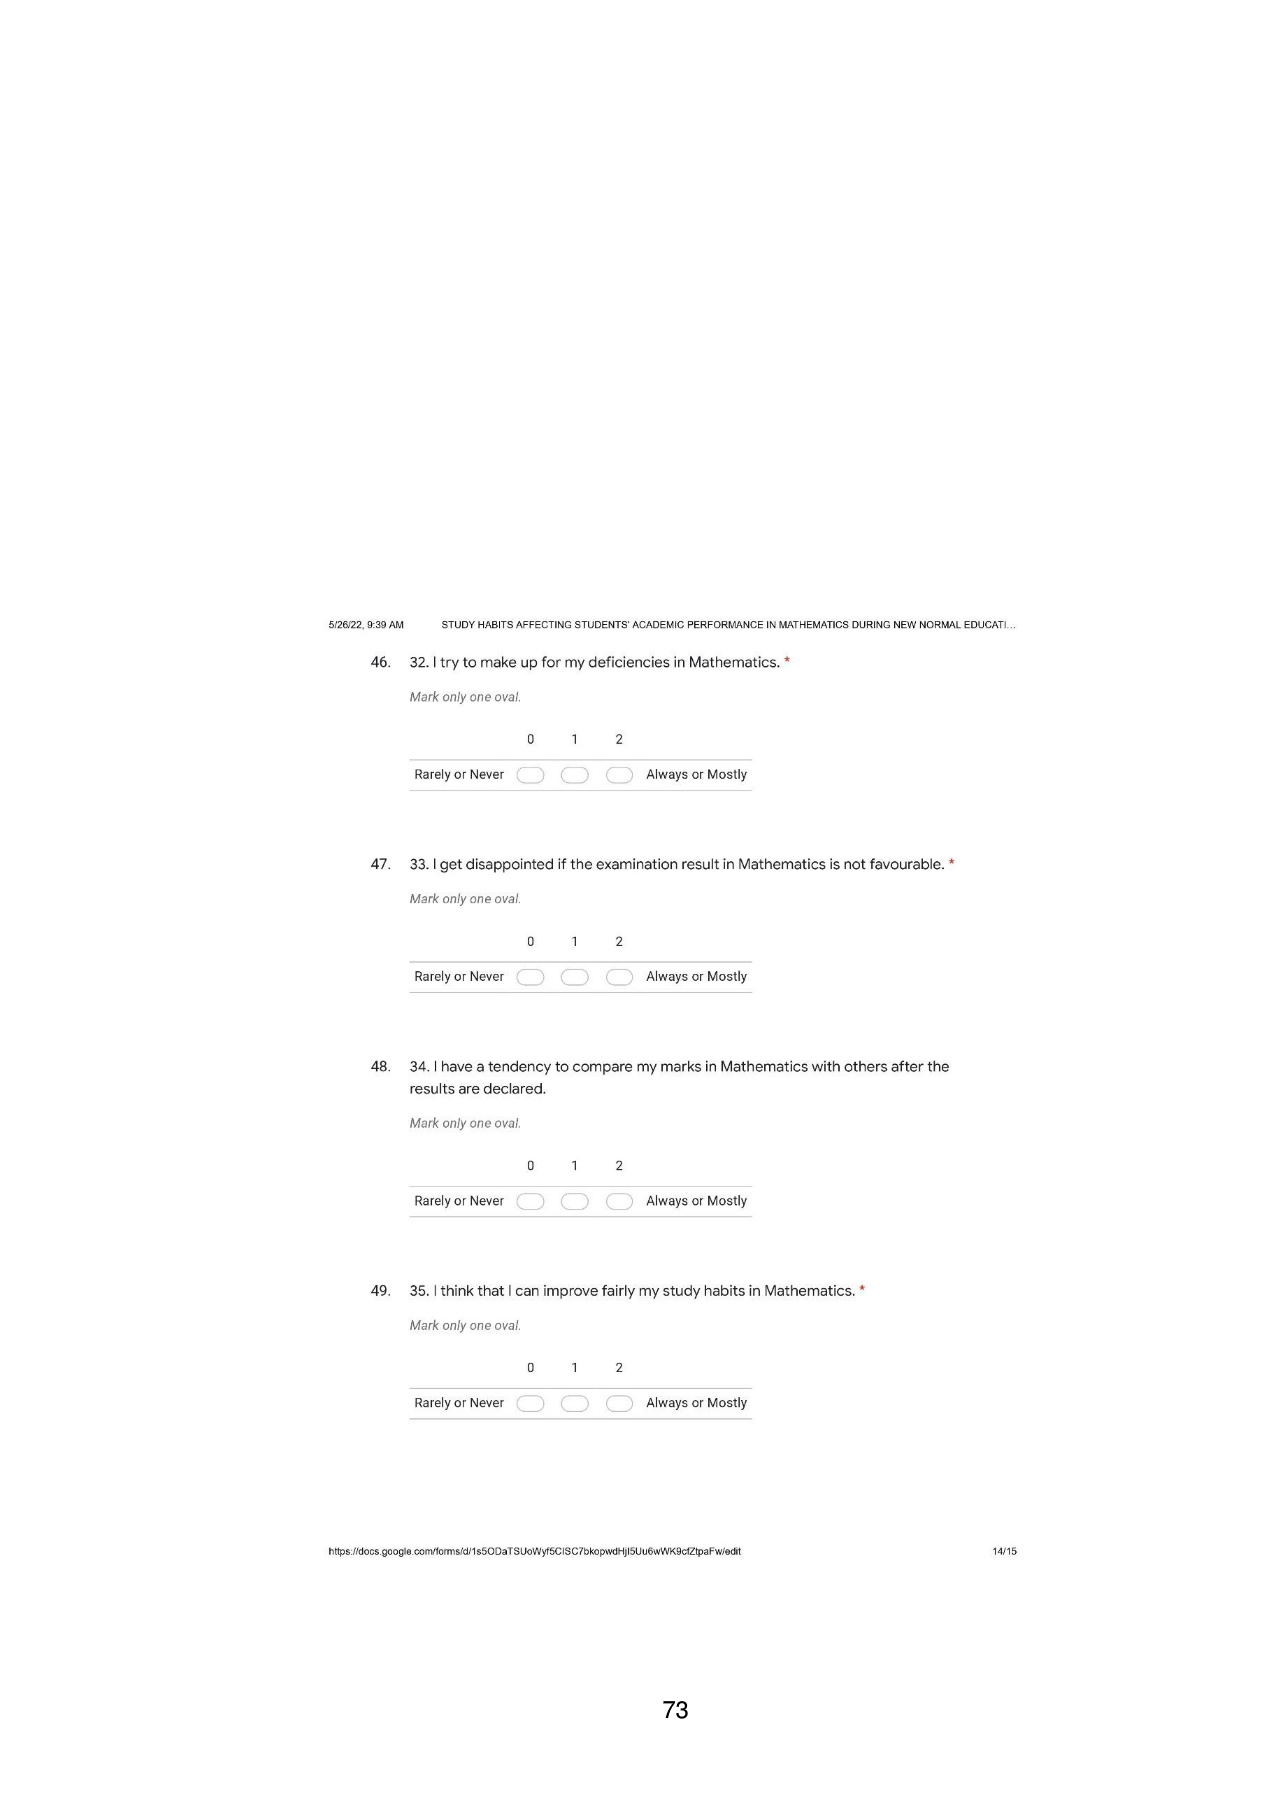 5/26/22, 9:39 AM STUDY HABITS AFFECTING STUDENTS' ACADEMIC PERFORMANCE IN MATHEMATICS DURING NEW NORMAL EDUCATI...
46. 32. I try to make up for my deficiencies in Mathematics. *
Mark only one oval.
0 1 2
Rarely or Never Always or Mostly
47. 33. I get disappointed if the examination result in Mathematics is not favourable. *
Mark only one oval.
0 1 2
Rarely or Never Always or Mostly
48. 34. I have a tendency to compare my marks in Mathematics with others after the
results are declared.
Mark only one oval.
0 1 2
Rarely or Never Always or Mostly
49. 35. I think that I can improve fairly my study habits in Mathematics. *
Mark only one oval.
0 1 2
Rarely or Never Always or Mostly
https://docs.google.com/forms/d/1s5ODaTSUoWyf5CISC7bkopwdHjI5Uu6wWK9cfZtpaFw/edit 14/15
73